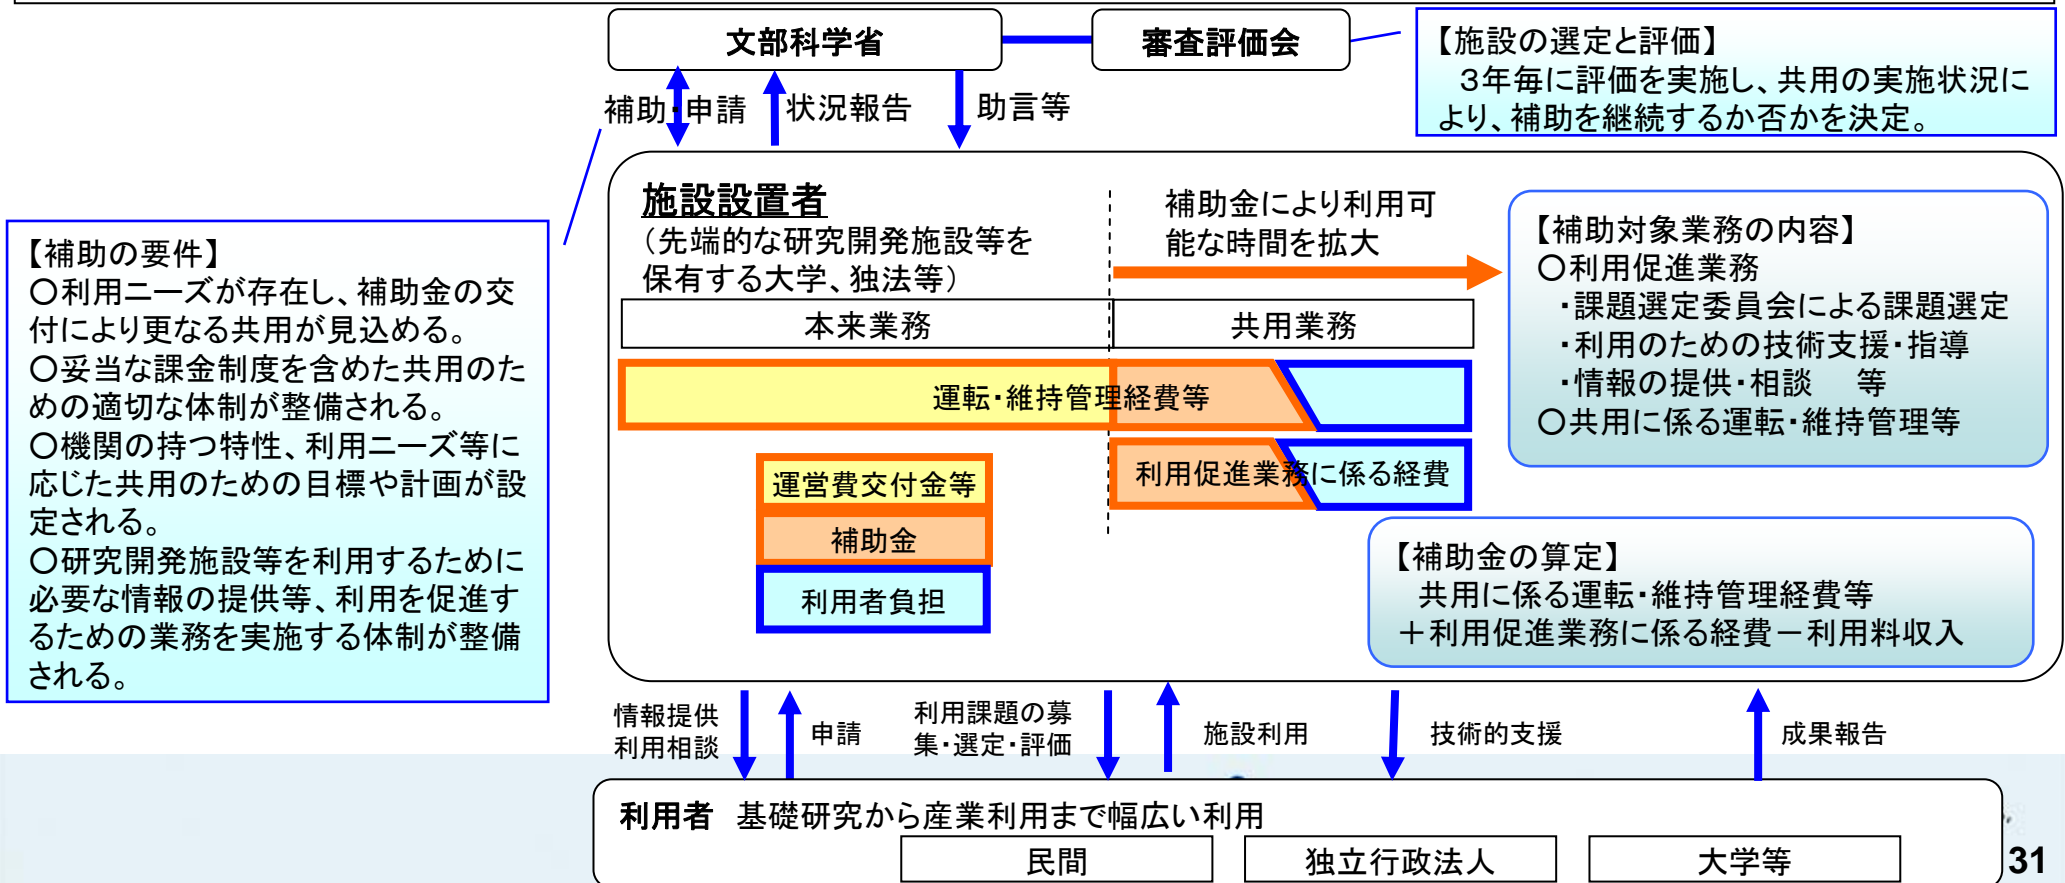 文部科学省
審査評価会
【施設の選定と評価】
３年毎に評価を実施し、共用の実施状況に
より、補助を継続するか否かを決定。
補助・申請
状況報告
助言等
【補助の要件】
○利用ニーズが存在し、補助金の交
付により更なる共用が見込める。
○妥当な課金制度を含めた共用のた
めの適切な体制が整備される。
○機関の持つ特性、利用ニーズ等に
応じた共用のための目標や計画が設
定される。
○研究開発施設等を利用するために
必要な情報の提供等、利用を促進す
るための業務を実施する体制が整備
される。
施設設置者
（先端的な研究開発施設等を
保有する大学、独法等）
補助金により利用可
能な時間を拡大
本来業務
共用業務
運転・維持管理経費等
利用促進業務に係る経費
運営費交付金等
補助金
利用者負担
【補助対象業務の内容】
○利用促進業務
・課題選定委員会による課題選定
・利用のための技術支援・指導
・情報の提供・相談　等
○共用に係る運転・維持管理等
【補助金の算定】
共用に係る運転・維持管理経費等
＋利用促進業務に係る経費－利用料収入
情報提供
利用相談
申請
利用課題の募
集・選定・評価
施設利用
技術的支援
成果報告
利用者　基礎研究から産業利用まで幅広い利用
民間
独立行政法人
大学等
31